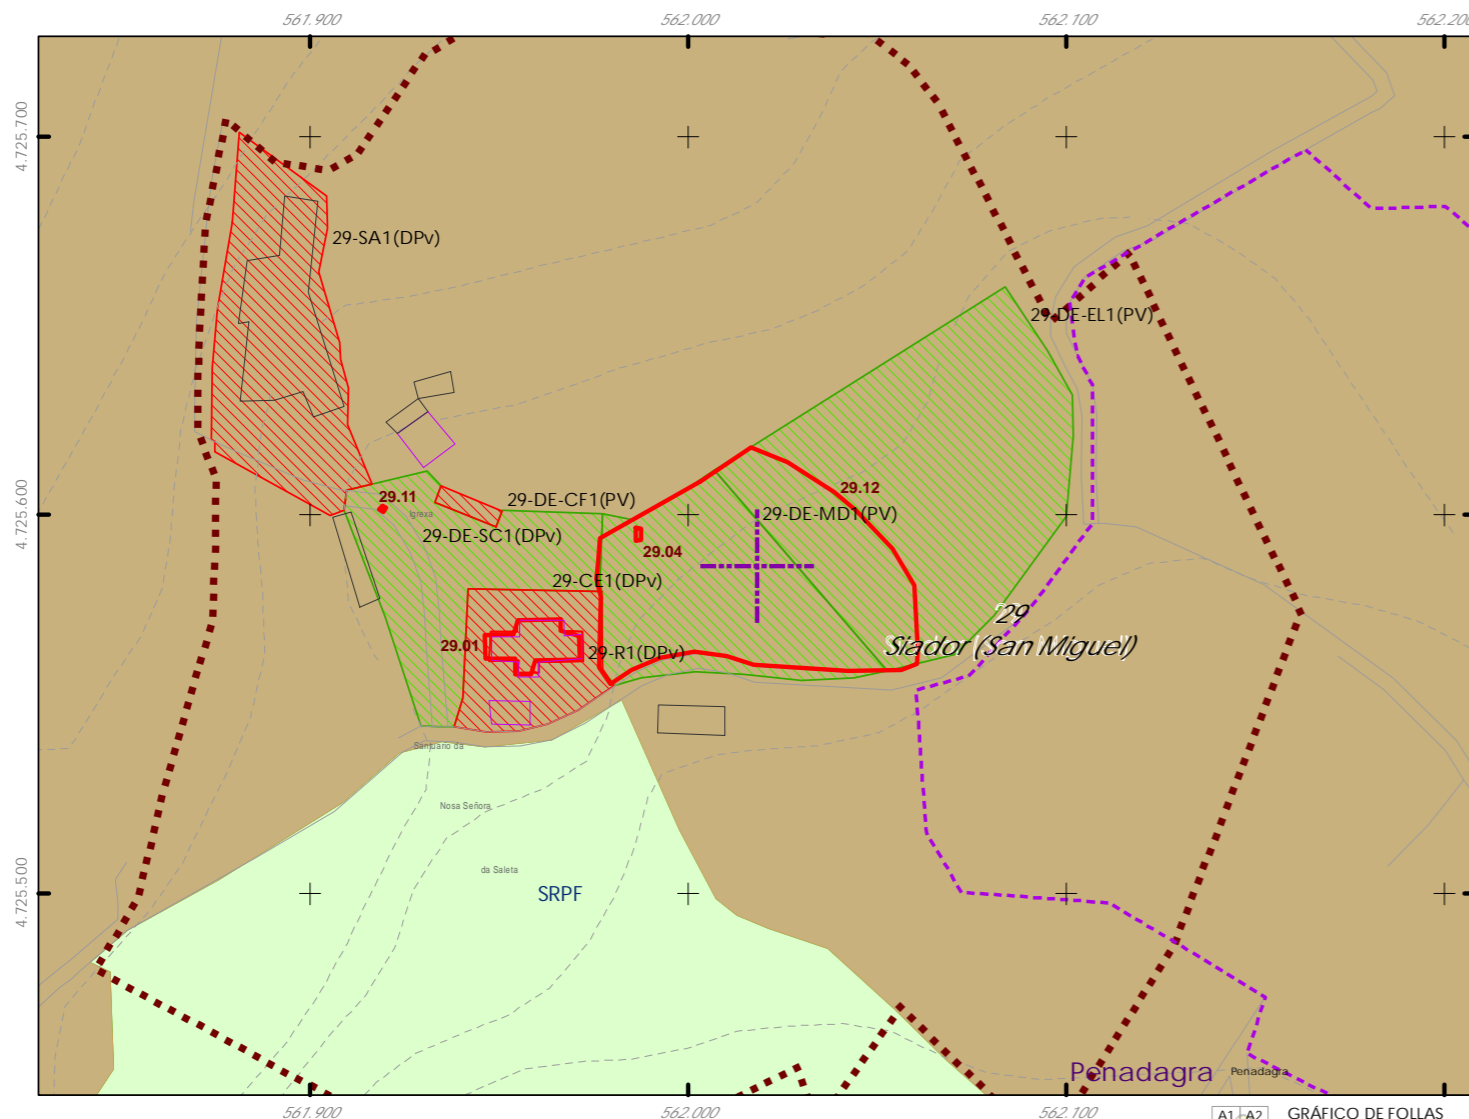 561.900
562.000
562.100
562.200
4.725.700
29-SA1(DPv)
29-DE-EL1(PV)
29.11
Igrexa
29-DE-CF1(PV)
29.12
29-DE-MD1(PV)
4.725.600
29-DE-SC1(DPv)
29.04
29-CE1(DPv)
29
Siador (San Miguel)
29.01
29-R1(DPv)
Santuario da
Nosa Señora
da Saleta
SRPF
4.725.500
Penadagra
Penadagra
561.900
562.000
562.100
A1 A2
GRÁFICO DE FOLLAS